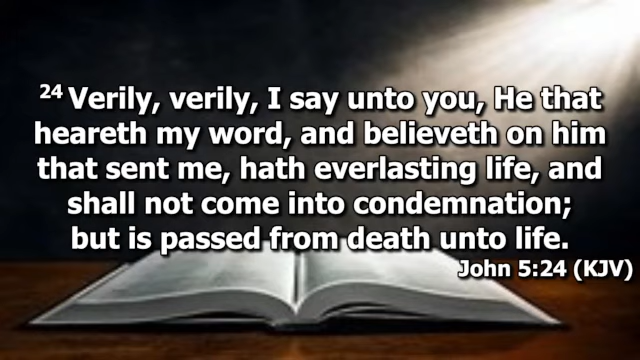 24 Verily, verily, I say unto you, He that
heareth my word, and believeth on him
that sent me, hath everlasting life, and
shall not come into condemnation;
but is passed from death unto life.
John 5:24 (KJV)